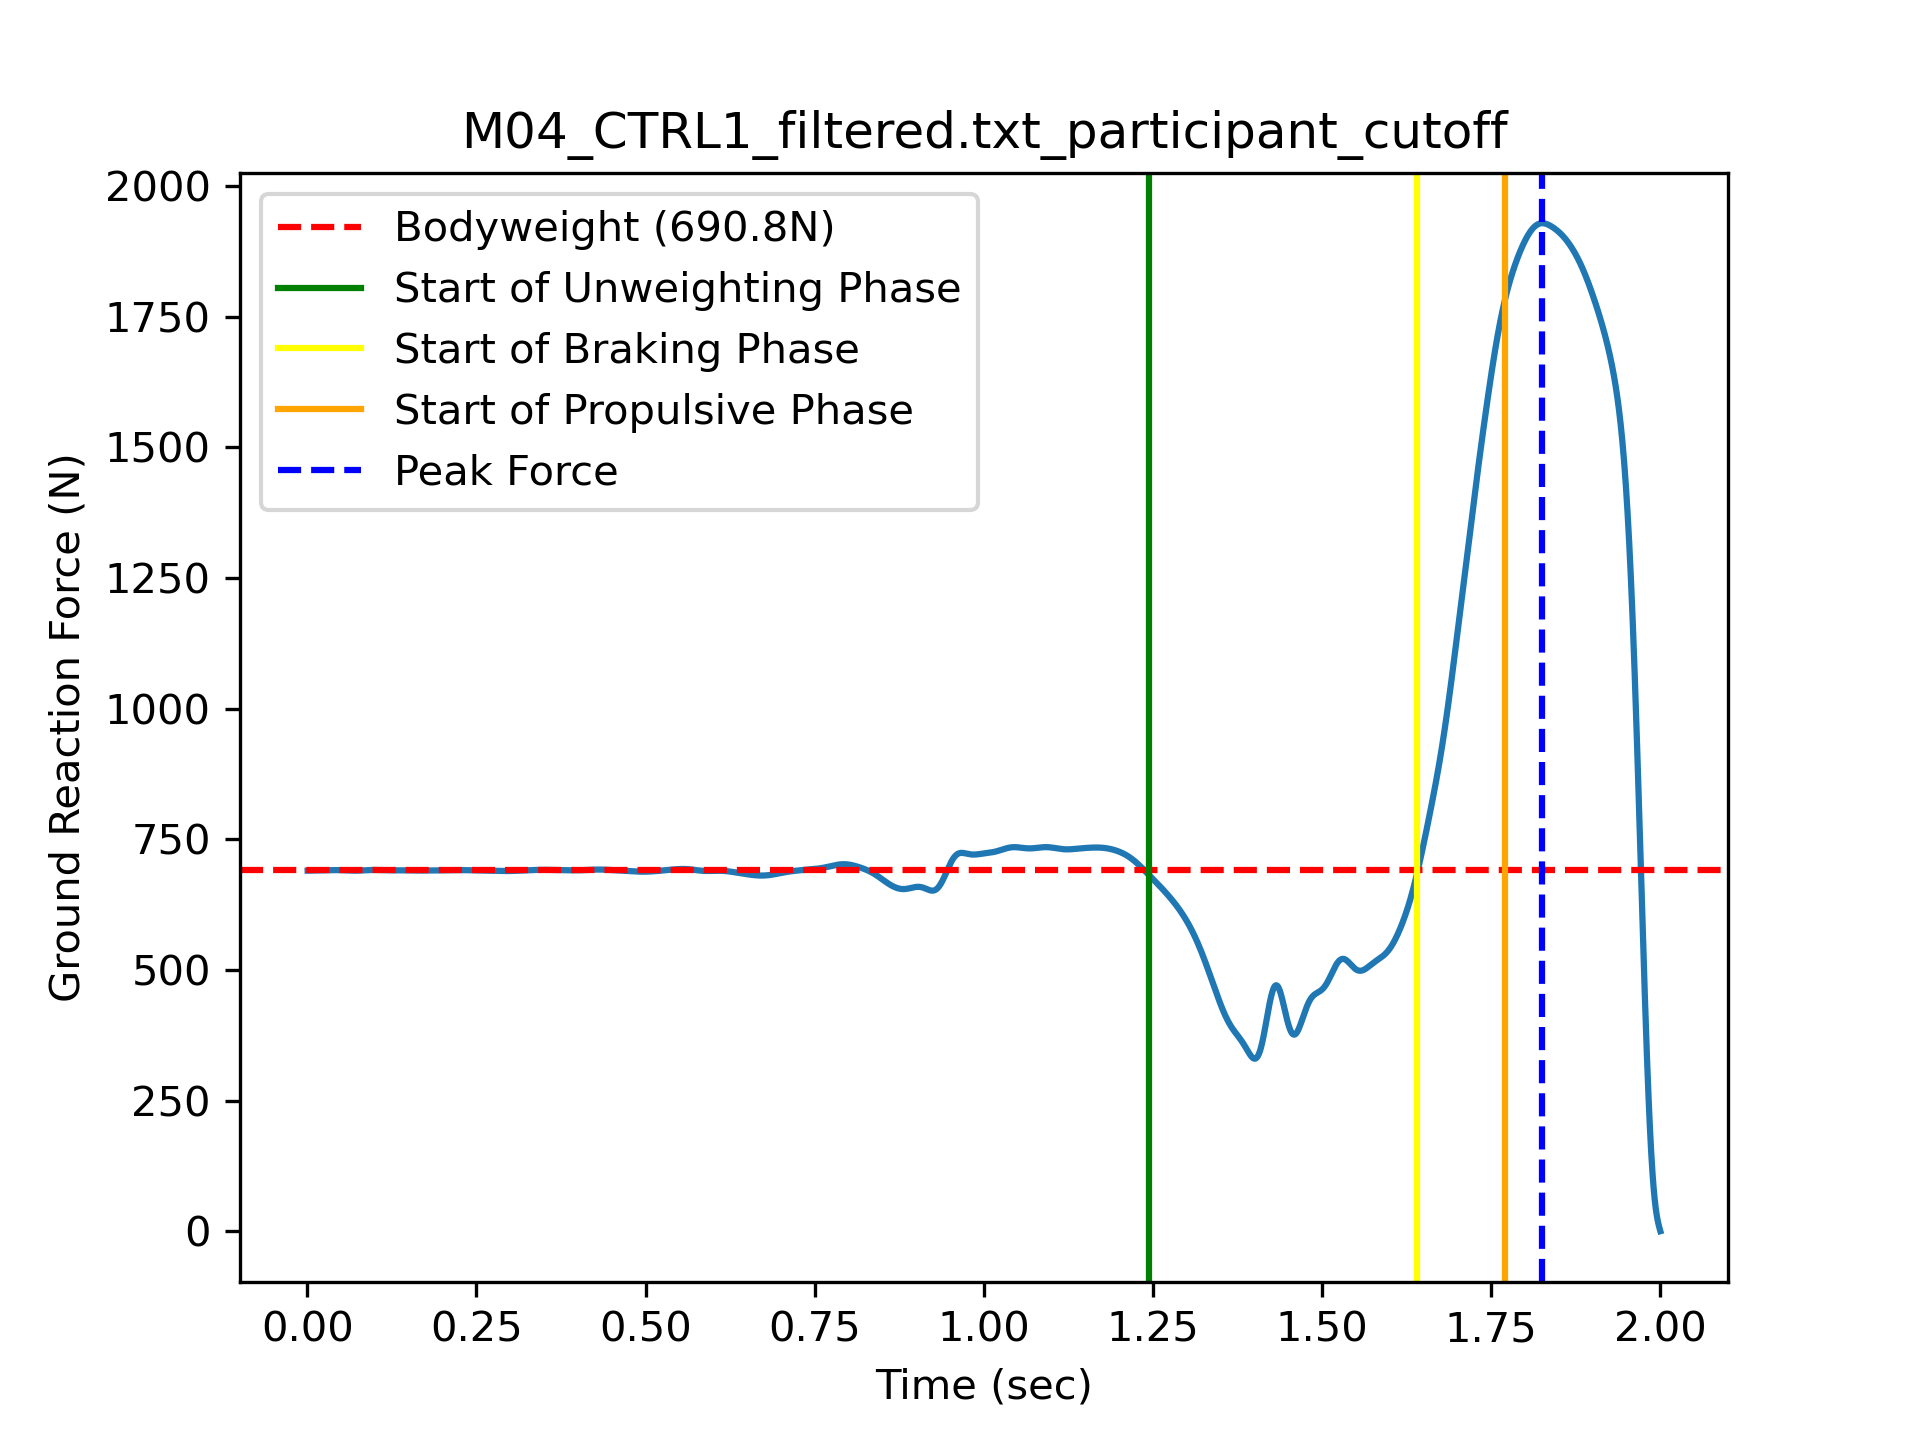 M04_CTRL1_filtered.txt_participant_cutoff
2000
1750
1500
1250
1000
750
500
250
0
Ground Reaction Force (N)
Bodyweight (690.8N)
Start of Unweighting Phase
Start of Braking Phase
Start of Propulsive Phase
Peak Force
0.00 0.25 0.50 0.75 1.00 1.25 1.50 1.75 2.00
Time (sec)